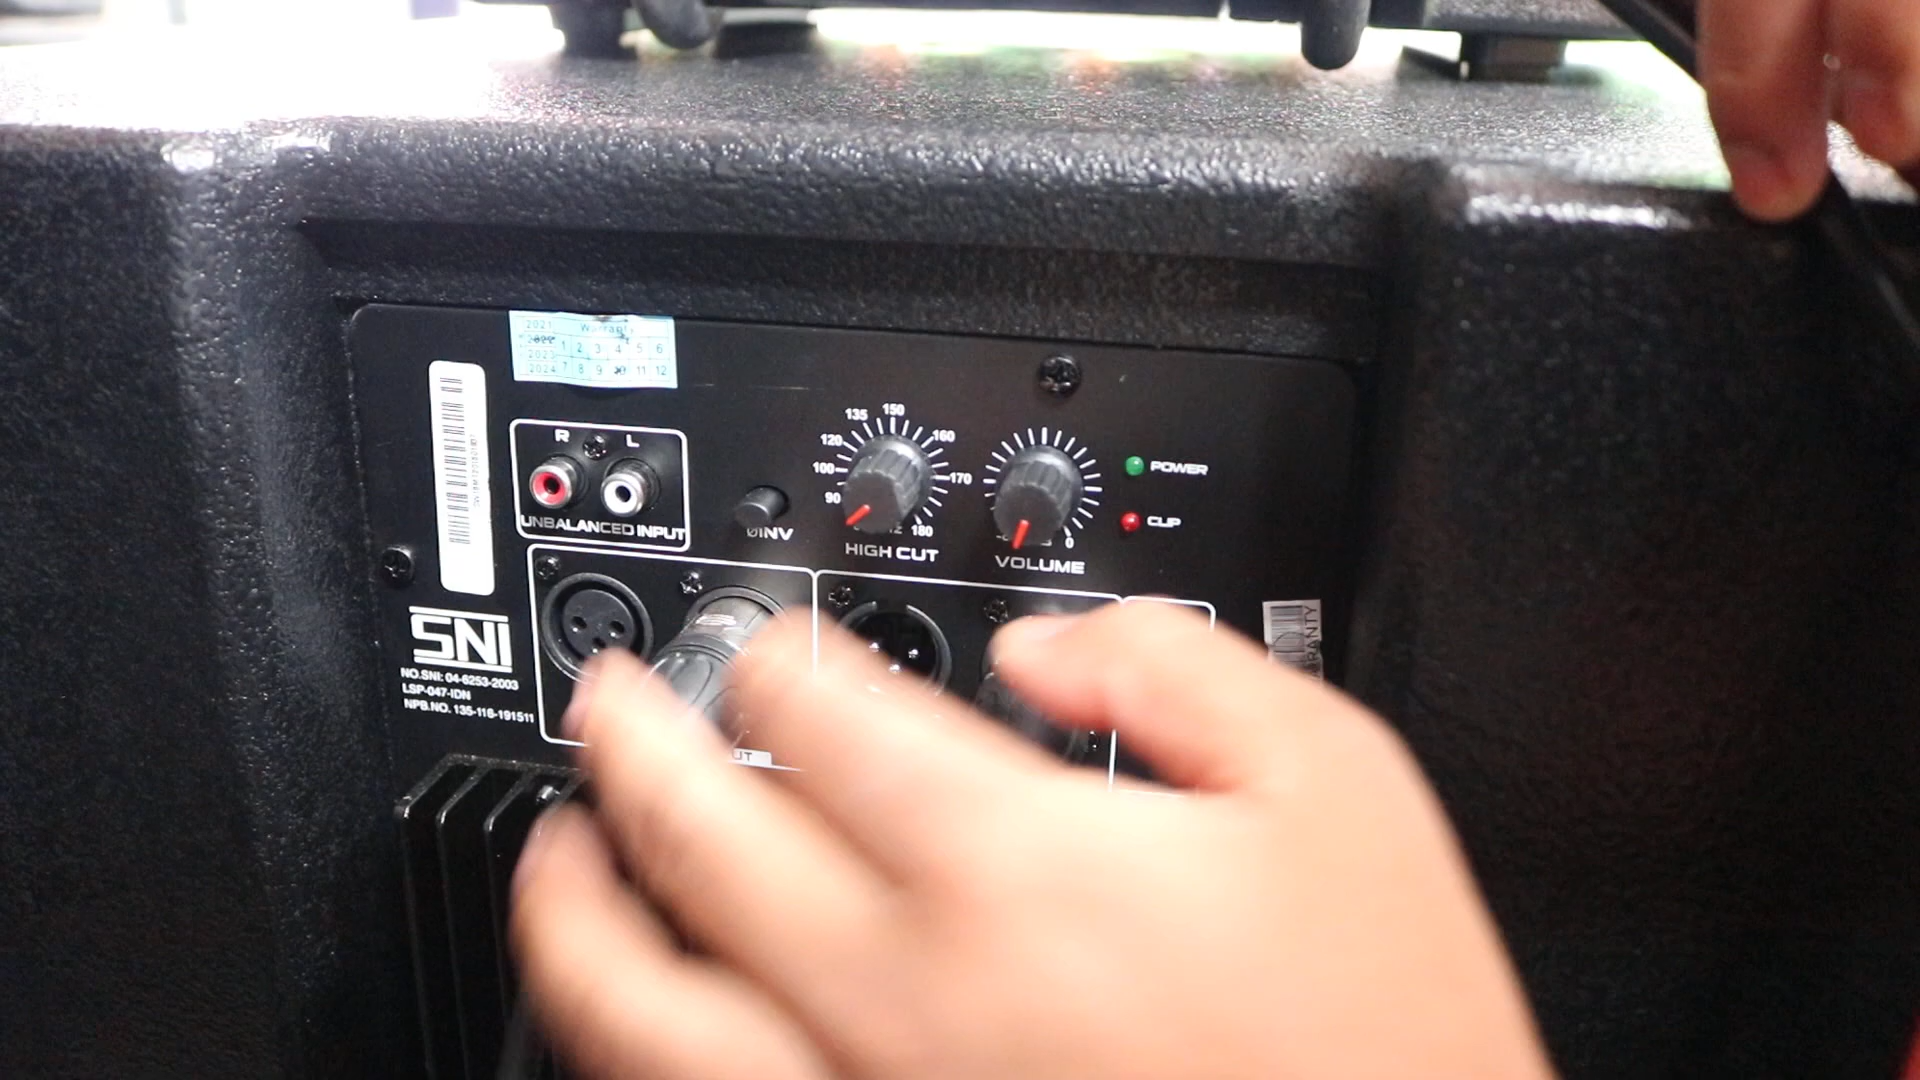 2021 Warranty
2022 1 2 3 4 5 6
2023
2024 7 8 9 10 11 12
R L
UNBALANCED INPUT
ØINV
90 100 120 135 150 160 170 180
HIGH CUT
0
VOLUME
POWER
CLIP
SNI
NO.SNI: 04-6253-2003
LSP-047-IDN
NPB.NO. 135-116-191511